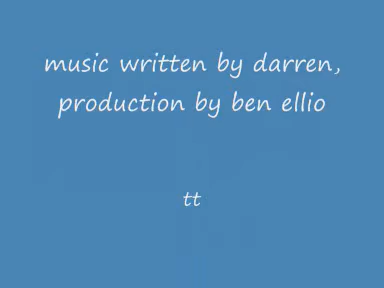 music written by darren,
production by ben ellio
tt